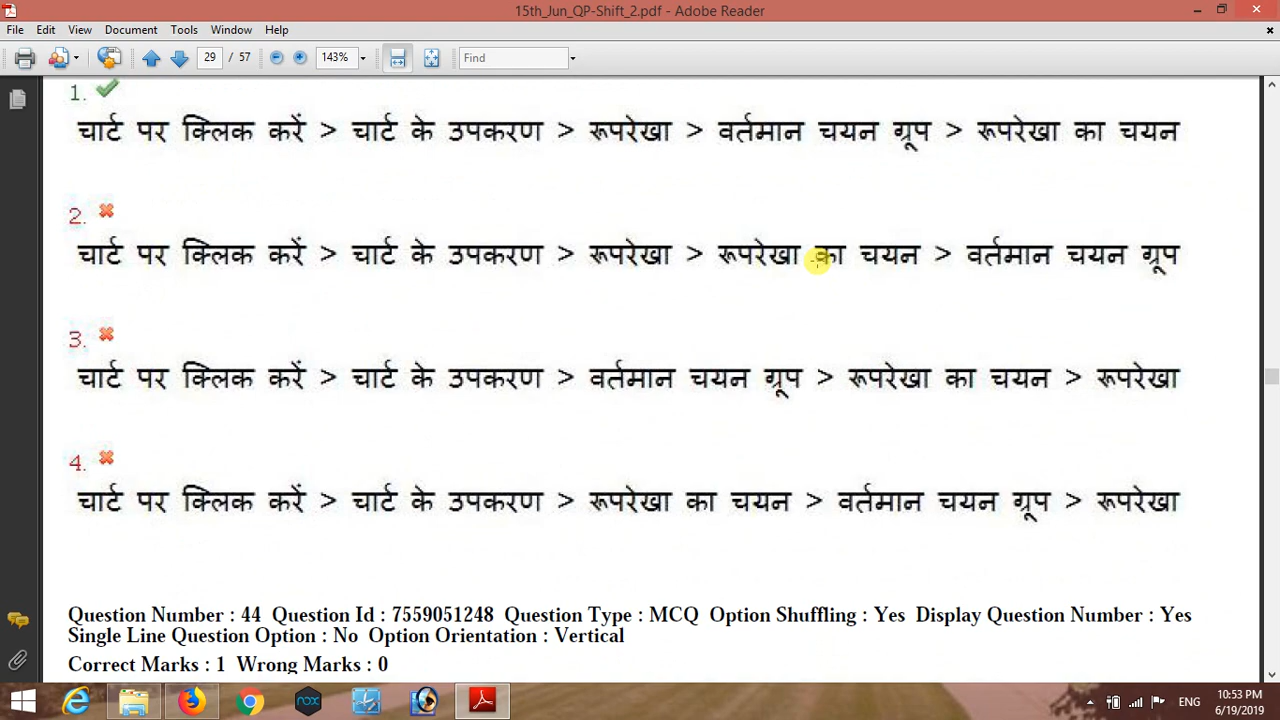 15th_Jun_QP-Shift_2.pdf - Adobe Reader
File Edit View Document Tools Window Help
29 / 57 143% Find
1.
चार्ट पर क्लिक करें > चार्ट के उपकरण > रूपरेखा > वर्तमान चयन ग्रूप > रूपरेखा का चयन
2.
चार्ट पर क्लिक करें > चार्ट के उपकरण > रूपरेखा > रूपरेखा का चयन > वर्तमान चयन ग्रूप
3.
चार्ट पर क्लिक करें > चार्ट के उपकरण > वर्तमान चयन ग्रूप > रूपरेखा का चयन > रूपरेखा
4.
चार्ट पर क्लिक करें > चार्ट के उपकरण > रूपरेखा का चयन > वर्तमान चयन ग्रूप > रूपरेखा
Question Number : 44 Question Id : 7559051248 Question Type : MCQ Option Shuffling : Yes Display Question Number : Yes
Single Line Question Option : No Option Orientation : Vertical
Correct Marks : 1 Wrong Marks : 0
nox
ENG
10:53 PM
6/19/2019